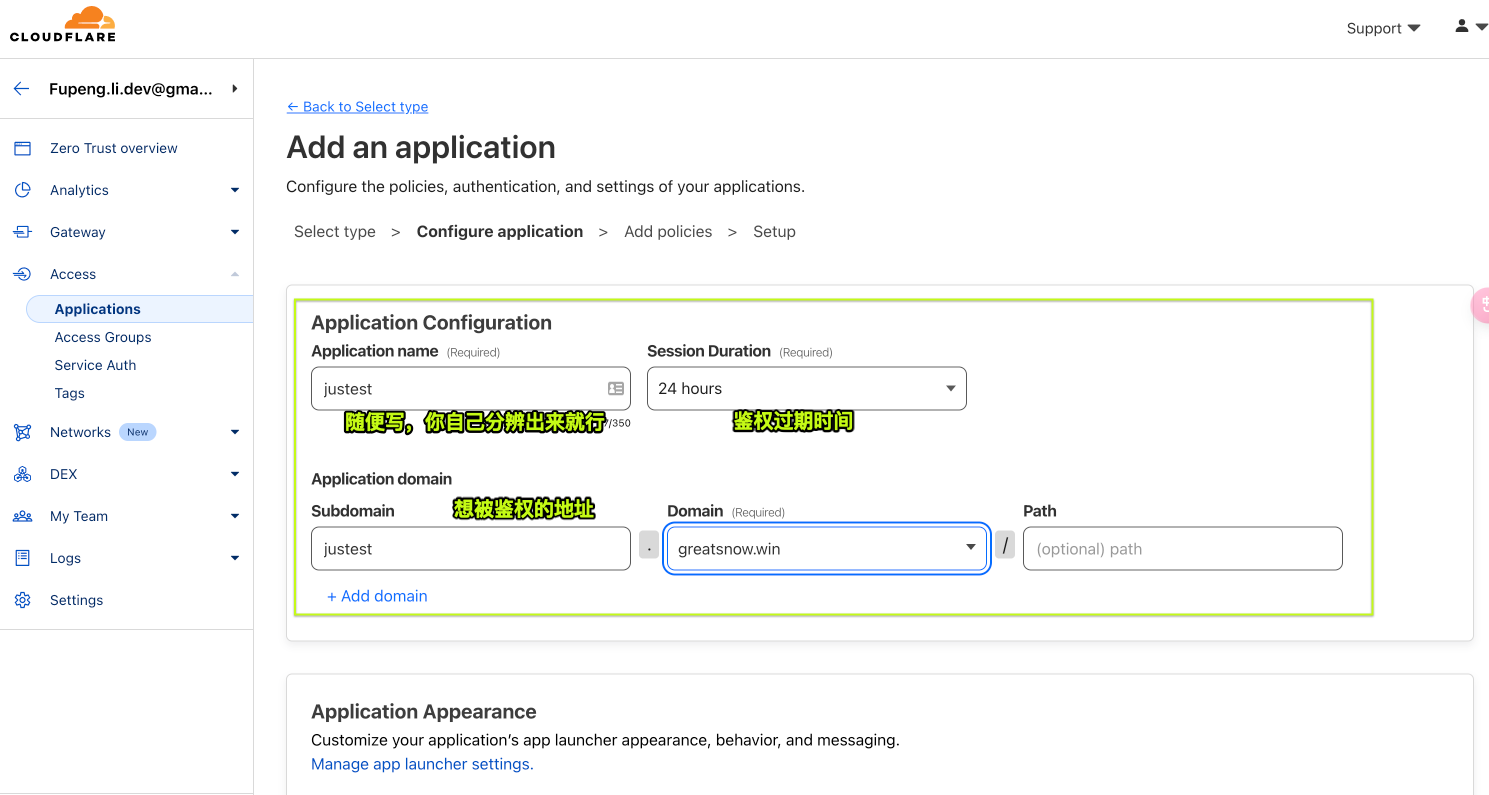 CLOUDFLARE
Support
Fupeng.li.dev@gma...
← Back to Select type
Add an application
Configure the policies, authentication, and settings of your applications.
Select type > Configure application > Add policies > Setup
Zero Trust overview
Analytics
Gateway
Access
Applications
Access Groups
Service Auth
Tags
Networks New
DEX
My Team
Logs
Settings
Application Configuration
Application name (Required)
Session Duration (Required)
justest
24 hours
随便写，你自己分辨出来就行
7/350
鉴权过期时间
Application domain
想被鉴权的地址
Subdomain
Domain (Required)
Path
justest
.
greatsnow.win
/
(optional) path
+ Add domain
Application Appearance
Customize your application's app launcher appearance, behavior, and messaging.
Manage app launcher settings.